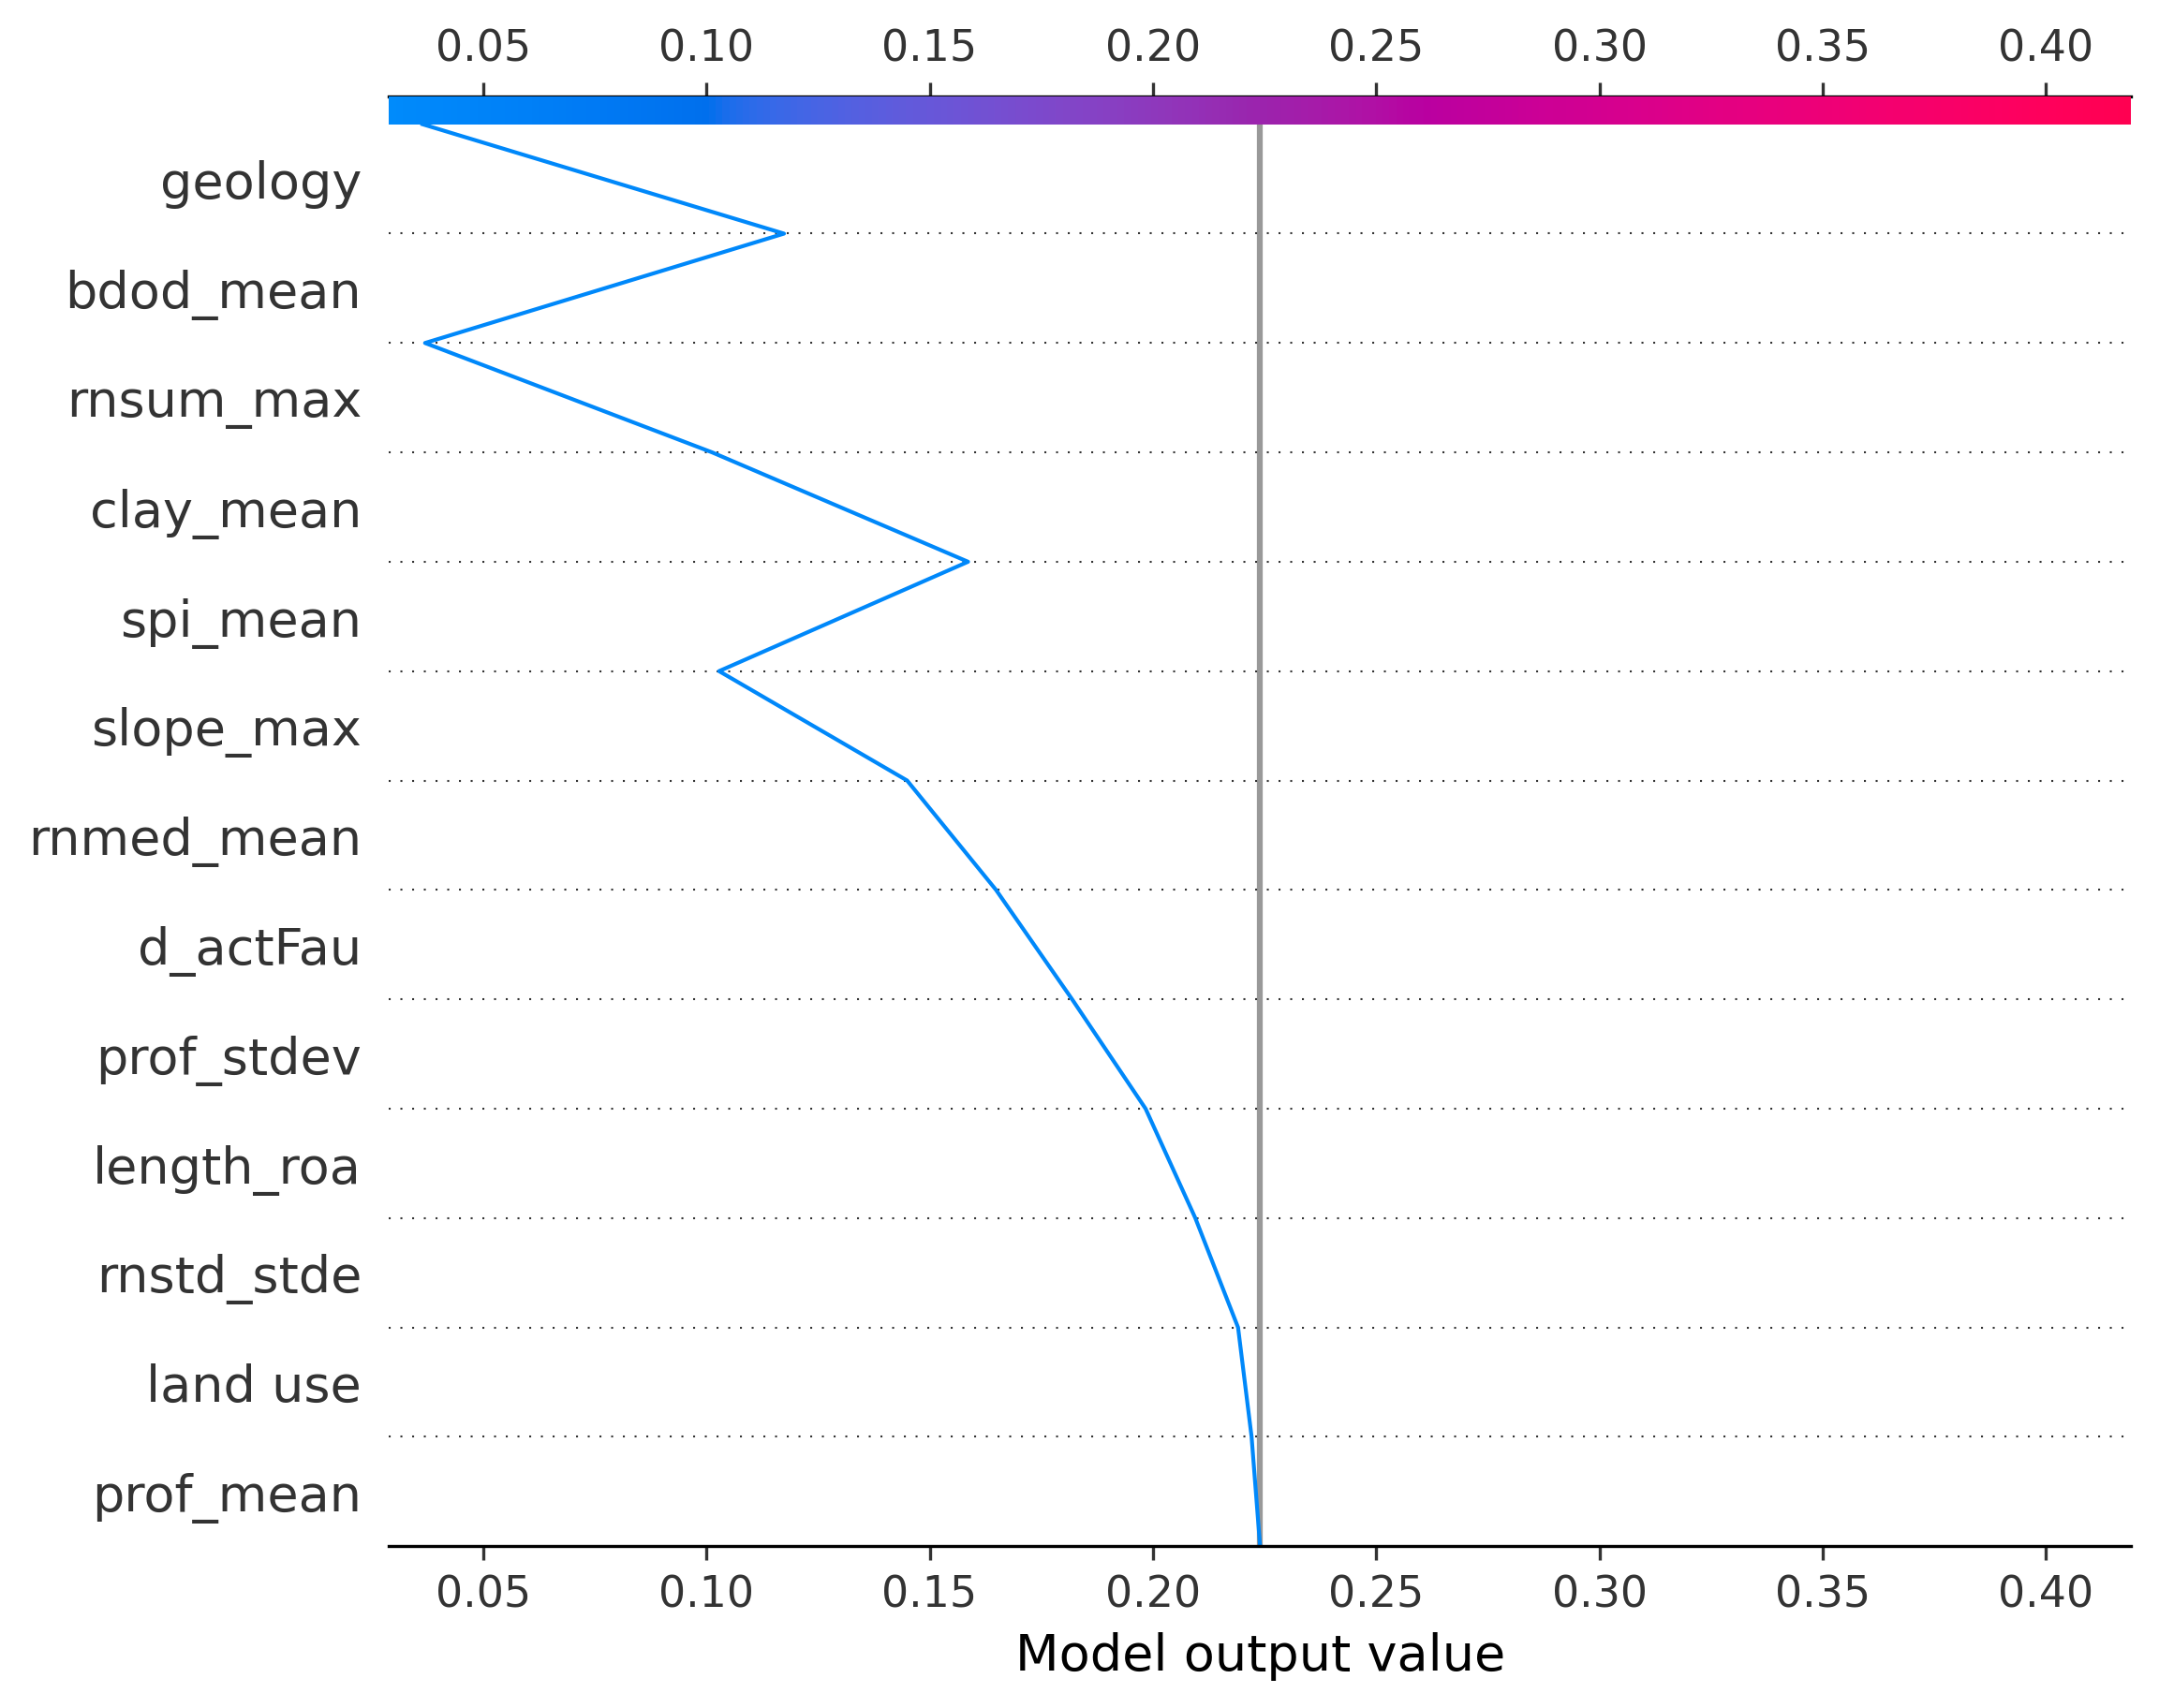 0.05 0.10 0.15 0.20 0.25 0.30 0.35 0.40
geology
bdod_mean
rnsum_max
clay_mean
spi_mean
slope_max
rnmed_mean
d_actFau
prof_stdev
length_roa
rnstd_stde
land use
prof_mean
0.05 0.10 0.15 0.20 0.25 0.30 0.35 0.40
Model output value